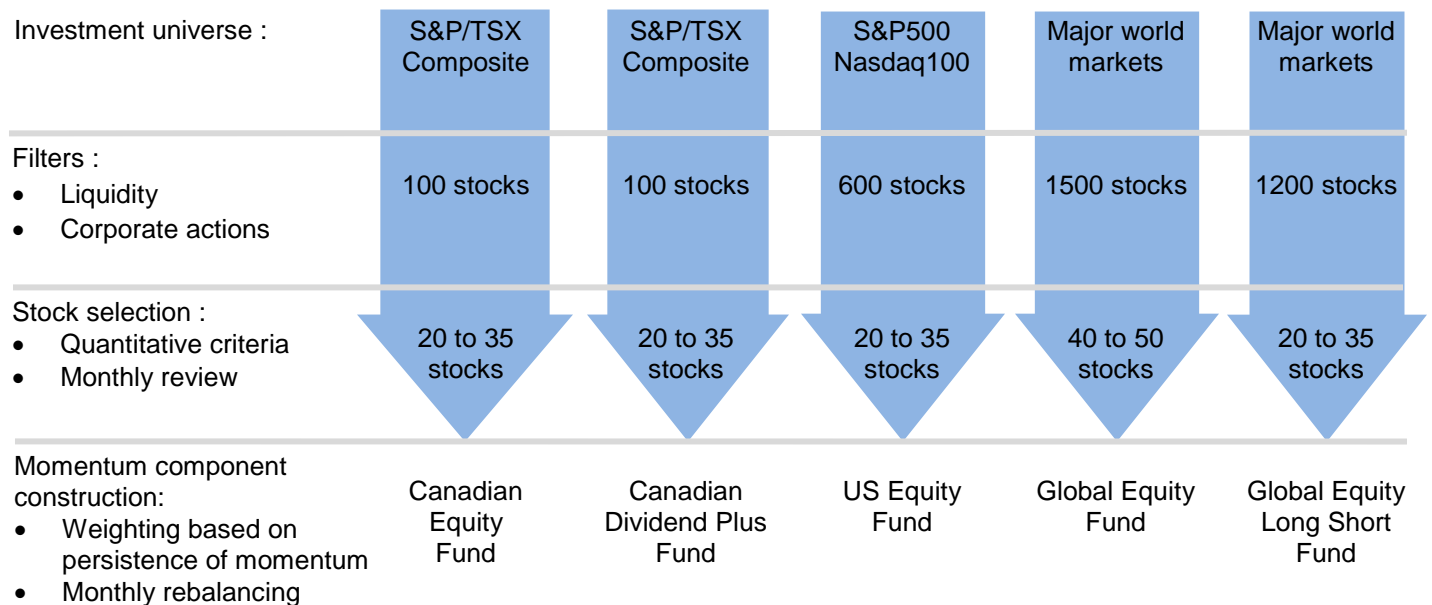 Investment universe :
S&P/TSX
Composite
S&P/TSX
Composite
S&P500
Nasdaq100
Major world
markets
Major world
markets
Filters :
• Liquidity
• Corporate actions
100 stocks
100 stocks
600 stocks
1500 stocks
1200 stocks
Stock selection :
• Quantitative criteria
• Monthly review
20 to 35
stocks
20 to 35
stocks
20 to 35
stocks
40 to 50
stocks
20 to 35
stocks
Momentum component
construction:
• Weighting based on
persistence of momentum
• Monthly rebalancing
Canadian
Equity
Fund
Canadian
Dividend Plus
Fund
US Equity
Fund
Global Equity
Fund
Global Equity
Long Short
Fund